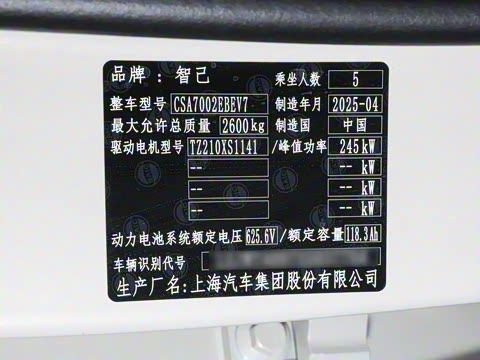 品牌：智己 乘坐人数 5
整车型号 CSA7002EBEV7 制造年月 2025-04
最大允许总质量 2600kg 制造国 中国
驱动电机型号 TZ210XS1141 /峰值功率 245 kW
-- -- kW
-- -- kW
-- -- kW
动力电池系统额定电压 625.6V /额定容量 118.3Ah
车辆识别代号
生产厂名:上海汽车集团股份有限公司